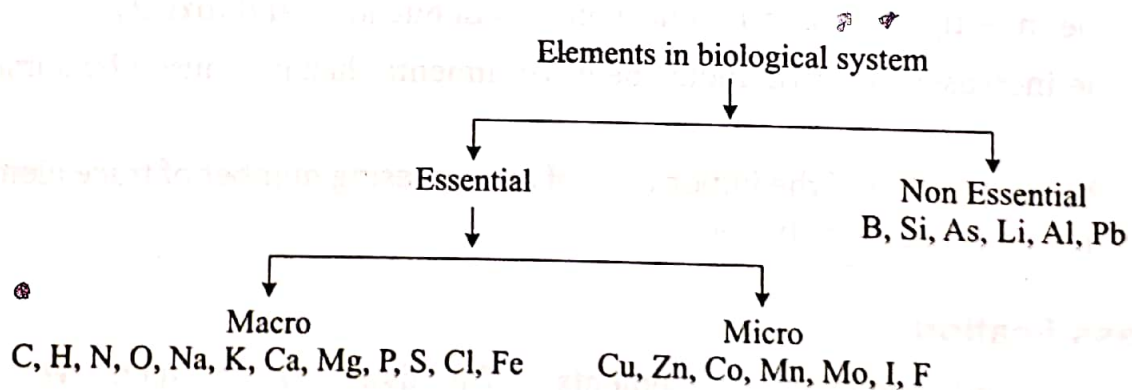 Elements in biological system
Essential
Non Essential
B, Si, As, Li, Al, Pb
Macro
C, H, N, O, Na, K, Ca, Mg, P, S, Cl, Fe
Micro
Cu, Zn, Co, Mn, Mo, I, F